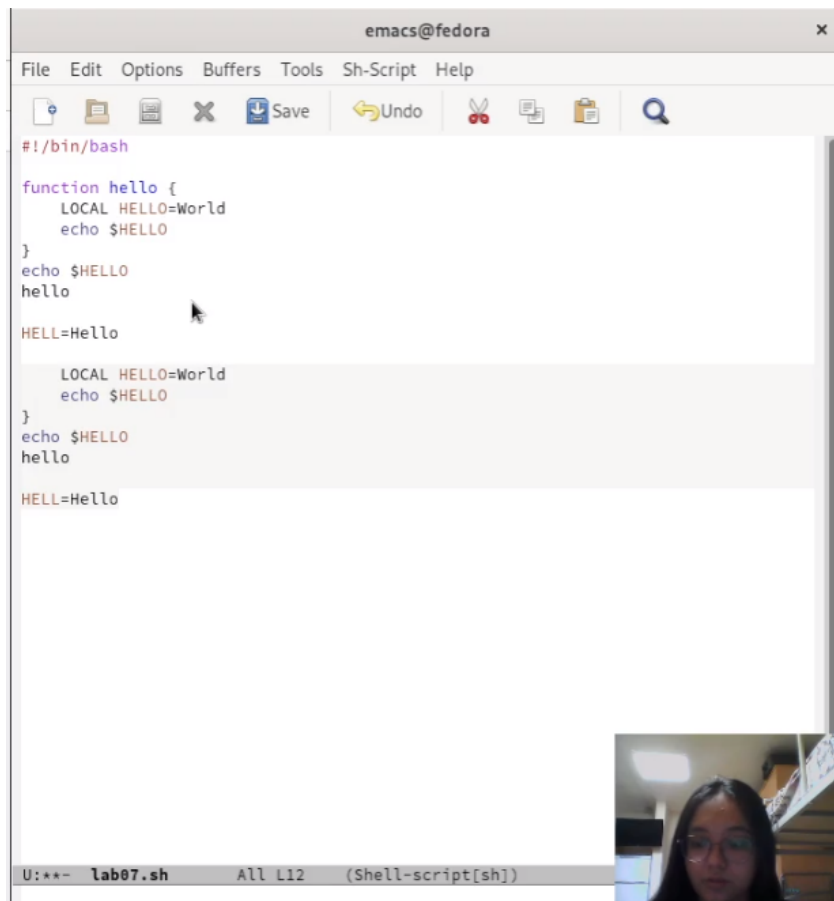 emacs@fedora ×
File Edit Options Buffers Tools Sh-Script Help
Save Undo
#!/bin/bash
function hello {
    LOCAL HELLO=World
    echo $HELLO
}
echo $HELLO
hello
HELL=Hello
    LOCAL HELLO=World
    echo $HELLO
}
echo $HELLO
hello
HELL=Hello
U:**- lab07.sh All L12 (Shell-script[sh])